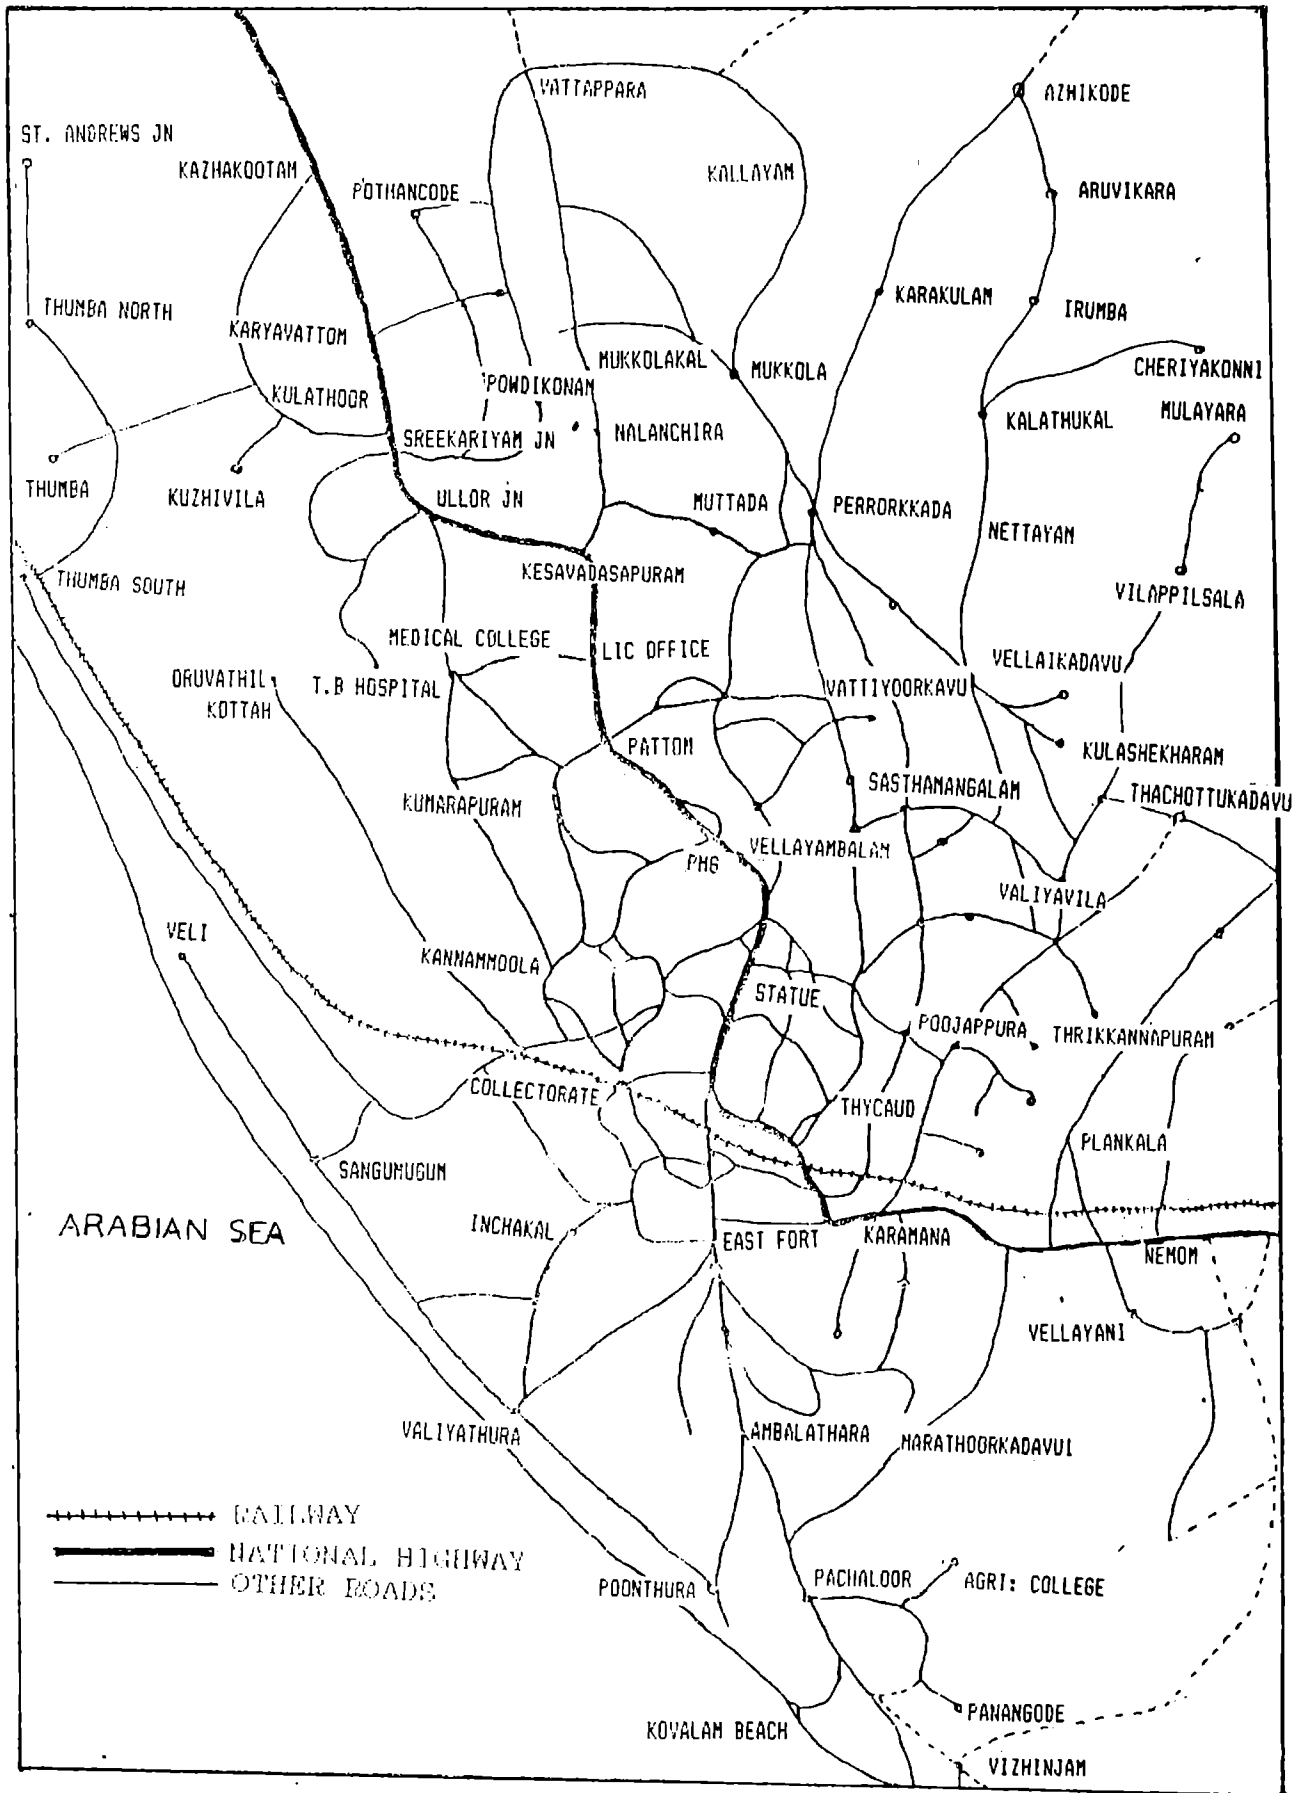 VATTAPPARA
AZHIKODE
ST. ANDREWS JN
KAZHAKOOTAM
POTHANCODE
KALLAYAM
ARUVIKARA
THUMBA NORTH
KARYAVATTOM
KARAKULAM
IRUMBA
MUKKOLAKAL
MUKKOLA
CHERIYAKONNI
KULATHOOR
POWDIKONAM
KALATHUKAL
MULAYARA
SREEKARIYAM JN
NALANCHIRA
THUMBA
KUZHIVILA
ULLOR JN
MUTTADA
PERRORKKADA
NETTAYAM
THUMBA SOUTH
KESAVADASAPURAM
VILAPPILSALA
MEDICAL COLLEGE
LIC OFFICE
VELLAIKADAVU
ORUVATHIL
KOTTAH
T.B HOSPITAL
VATTIYOORKAVU
PATTOM
KULASHEKHARAM
KUMARAPURAM
SASTHAMANGALAM
THACHOTTUKADAVU
PMG
VELLAYAMBALAM
VALIYAVILA
VELI
KANNAMMOOLA
STATUE
POOJAPPURA
THRIKKANNAPURAM
COLLECTORATE
THYCAUD
PLANKALA
SANGUMUGUM
ARABIAN SEA
INCHAKAL
EAST FORT
KARAMANA
NEMOM
VELLAYANI
VALIYATHURA
AMBALATHARA
MARATHOORKADAVUI
RAILWAY
NATIONAL HIGHWAY
OTHER ROADS
POONTHURA
PACHALOOR
AGRI: COLLEGE
PANANGODE
KOVALAM BEACH
VIZHINJAM